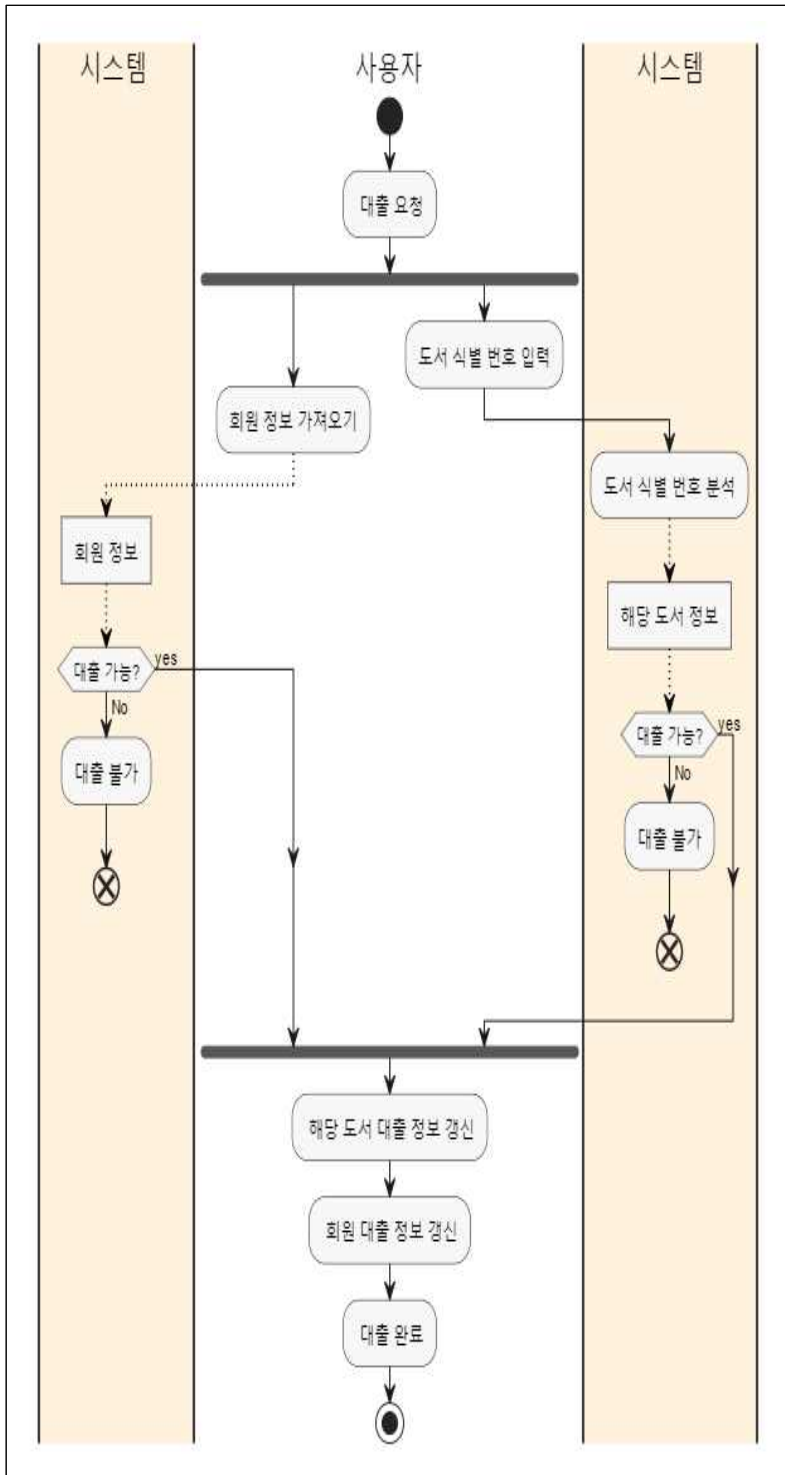 시스템
사용자
시스템
대출 요청
도서 식별 번호 입력
회원 정보 가져오기
도서 식별 번호 분석
회원 정보
해당 도서 정보
대출 가능?
yes
No
대출 가능?
yes
No
대출 불가
대출 불가
해당 도서 대출 정보 갱신
회원 대출 정보 갱신
대출 완료